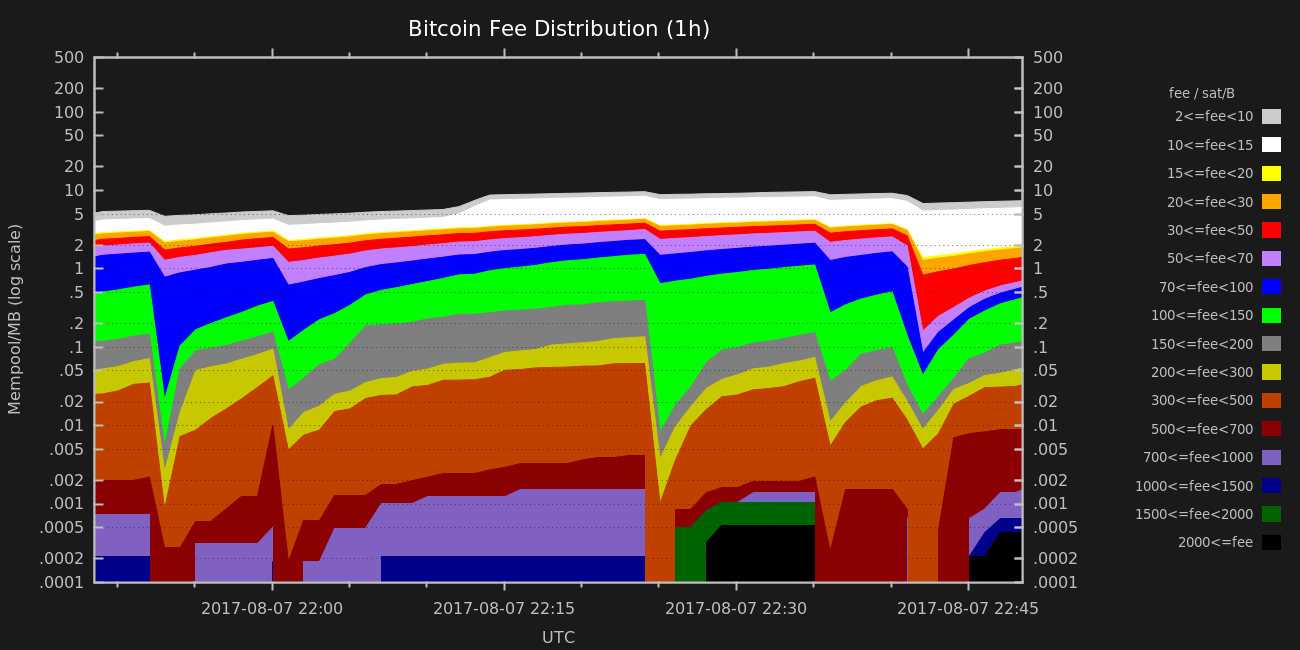 Bitcoin Fee Distribution (1h)
Mempool/MB (log scale)
500
200
100
50
20
10
5
2
1
.5
.2
.1
.05
.02
.01
.005
.002
.001
.0005
.0002
.0001
500
200
100
50
20
10
5
2
1
.5
.2
.1
.05
.02
.01
.005
.002
.001
.0005
.0002
.0001
2017-08-07 22:00 2017-08-07 22:15 2017-08-07 22:30 2017-08-07 22:45
UTC
fee / sat/B
2<=fee<10
10<=fee<15
15<=fee<20
20<=fee<30
30<=fee<50
50<=fee<70
70<=fee<100
100<=fee<150
150<=fee<200
200<=fee<300
300<=fee<500
500<=fee<700
700<=fee<1000
1000<=fee<1500
1500<=fee<2000
2000<=fee